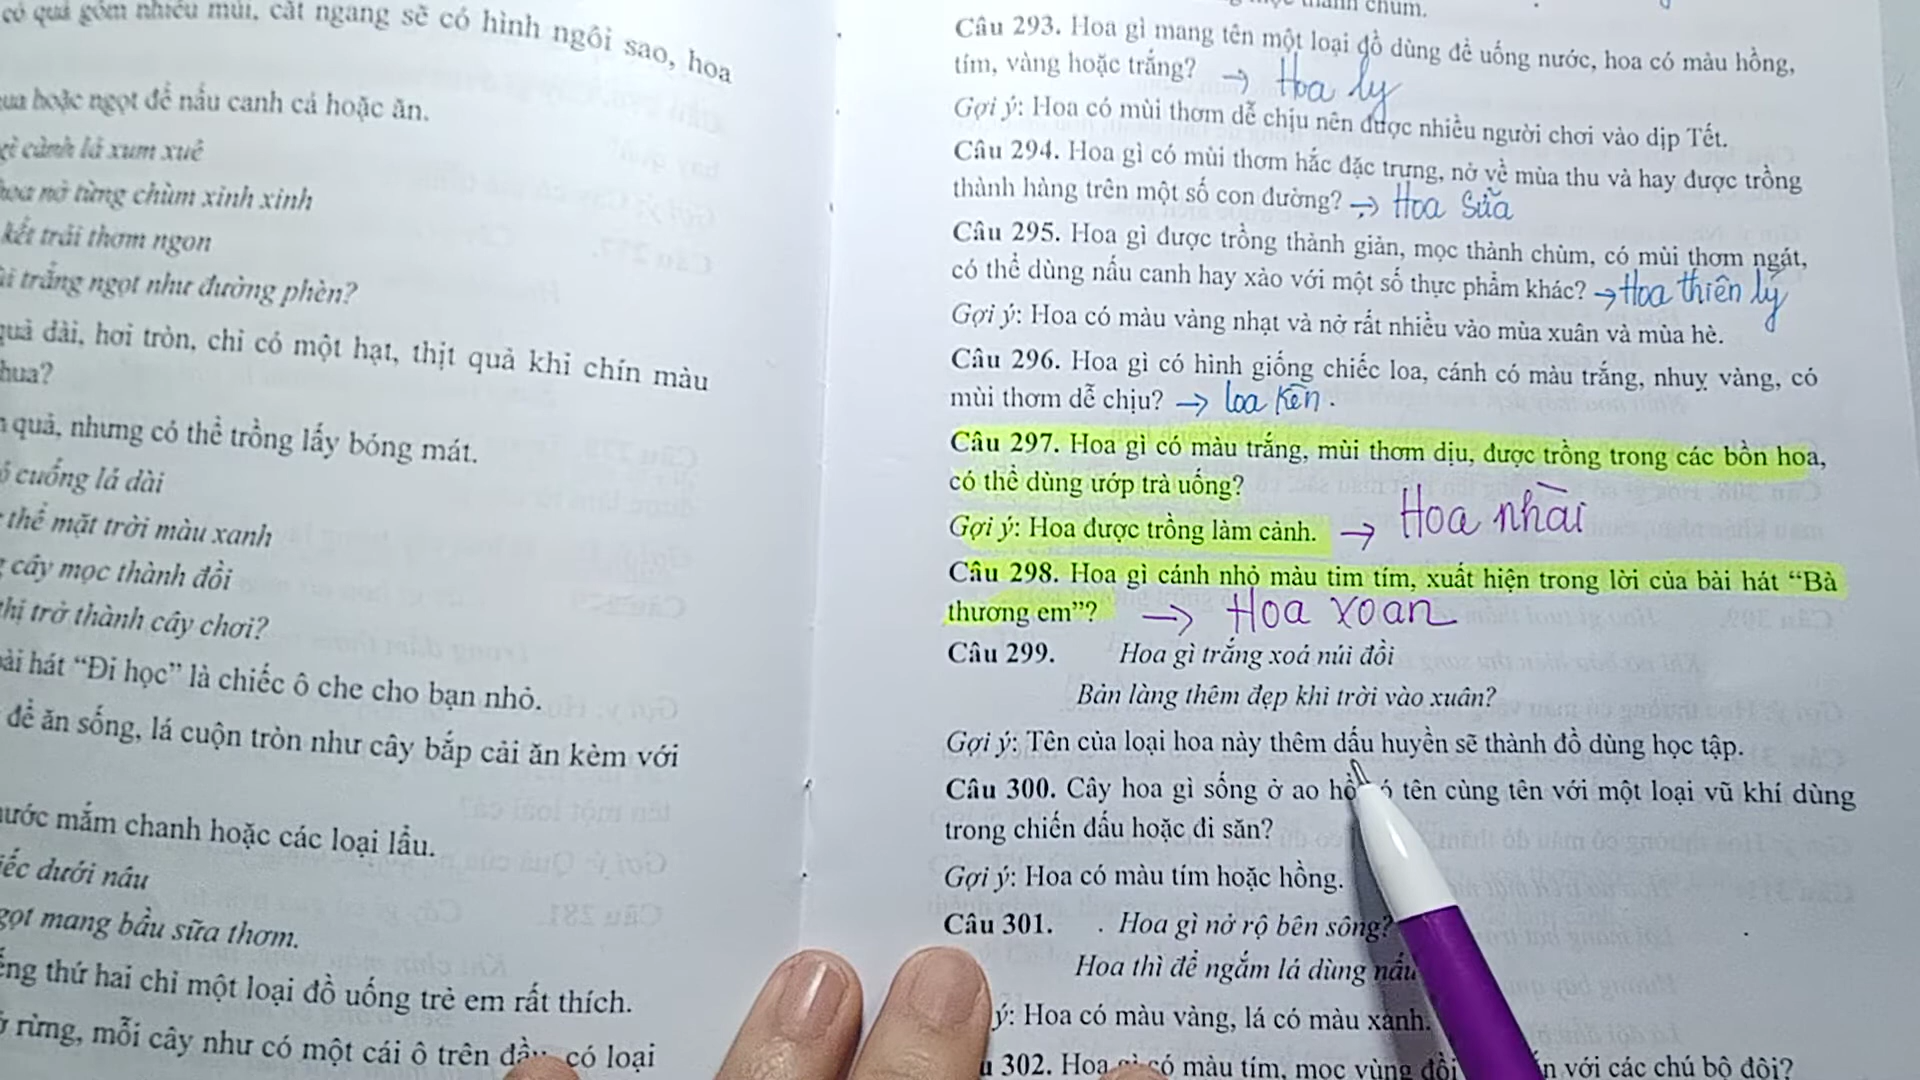 có quả gồm nhiều múi, cắt ngang sẽ có hình ngôi sao, hoa
hoặc ngọt để nấu canh cá hoặc ăn.
gì cành lá xum xuê
hoa nở từng chùm xinh xinh
kết trái thơm ngon
trắng ngọt như đường phèn?
quả dài, hơi tròn, chỉ có một hạt, thịt quả khi chín màu
quả, nhưng có thể trồng lấy bóng mát.
cuống lá dài
thể mặt trời màu xanh
cây mọc thành đồi
thị trở thành cây chơi?
bài hát “Đi học” là chiếc ô che cho bạn nhỏ.
để ăn sống, lá cuộn tròn như cây bắp cải ăn kèm với
nước mắm chanh hoặc các loại lẩu.
dưới nâu
ngọt mang bầu sữa thơm.
thứ hai chỉ một loại đồ uống trẻ em rất thích.
rừng, mỗi cây như có một cái ô trên đầu, có loại
thành chùm.
Câu 293. Hoa gì mang tên một loại đồ dùng để uống nước, hoa có màu hồng,
tím, vàng hoặc trắng? → Hoa ly
Gợi ý: Hoa có mùi thơm dễ chịu nên được nhiều người chơi vào dịp Tết.
Câu 294. Hoa gì có mùi thơm hắc đặc trưng, nở về mùa thu và hay được trồng
thành hàng trên một số con đường? → Hoa Sữa
Câu 295. Hoa gì được trồng thành giàn, mọc thành chùm, có mùi thơm ngát,
có thể dùng nấu canh hay xào với một số thực phẩm khác? → Hoa thiên lý
Gợi ý: Hoa có màu vàng nhạt và nở rất nhiều vào mùa xuân và mùa hè.
Câu 296. Hoa gì có hình giống chiếc loa, cánh có màu trắng, nhuỵ vàng, có
mùi thơm dễ chịu? → loa kèn.
Câu 297. Hoa gì có màu trắng, mùi thơm dịu, được trồng trong các bồn hoa,
có thể dùng ướp trà uống?
Gợi ý: Hoa được trồng làm cảnh. → Hoa nhài
Câu 298. Hoa gì cánh nhỏ màu tim tím, xuất hiện trong lời của bài hát “Bà
thương em”? → Hoa xoan
Câu 299. Hoa gì trắng xoá núi đồi
Bản làng thêm đẹp khi trời vào xuân?
Gợi ý: Tên của loại hoa này thêm dấu huyền sẽ thành đồ dùng học tập.
Câu 300. Cây hoa gì sống ở ao hồ có tên cùng tên với một loại vũ khí dùng
trong chiến đấu hoặc đi săn?
Gợi ý: Hoa có màu tím hoặc hồng.
Câu 301. Hoa gì nở rộ bên sông?
Hoa thì để ngắm lá dùng nấu
ý: Hoa có màu vàng, lá có màu xanh.
302. Hoa gì có màu tím, mọc vùng đồi với các chú bộ đội?